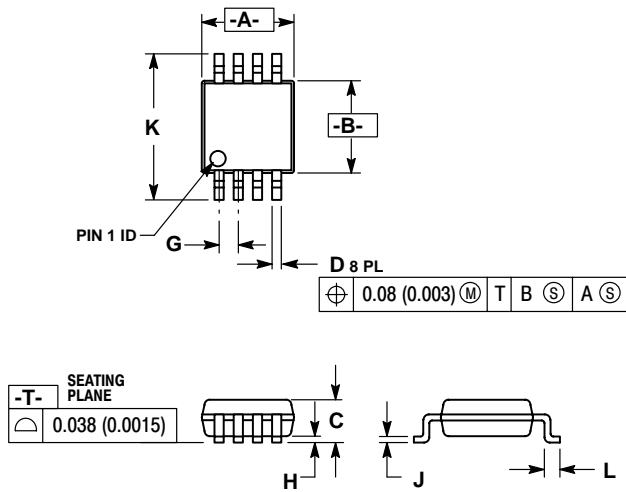 -A-
K
-B-
PIN 1 ID
G
D 8 PL
⌖ 0.08 (0.003) Ⓜ T B Ⓢ A Ⓢ
-T- SEATING
PLANE
⌓ 0.038 (0.0015)
C
H
J
L